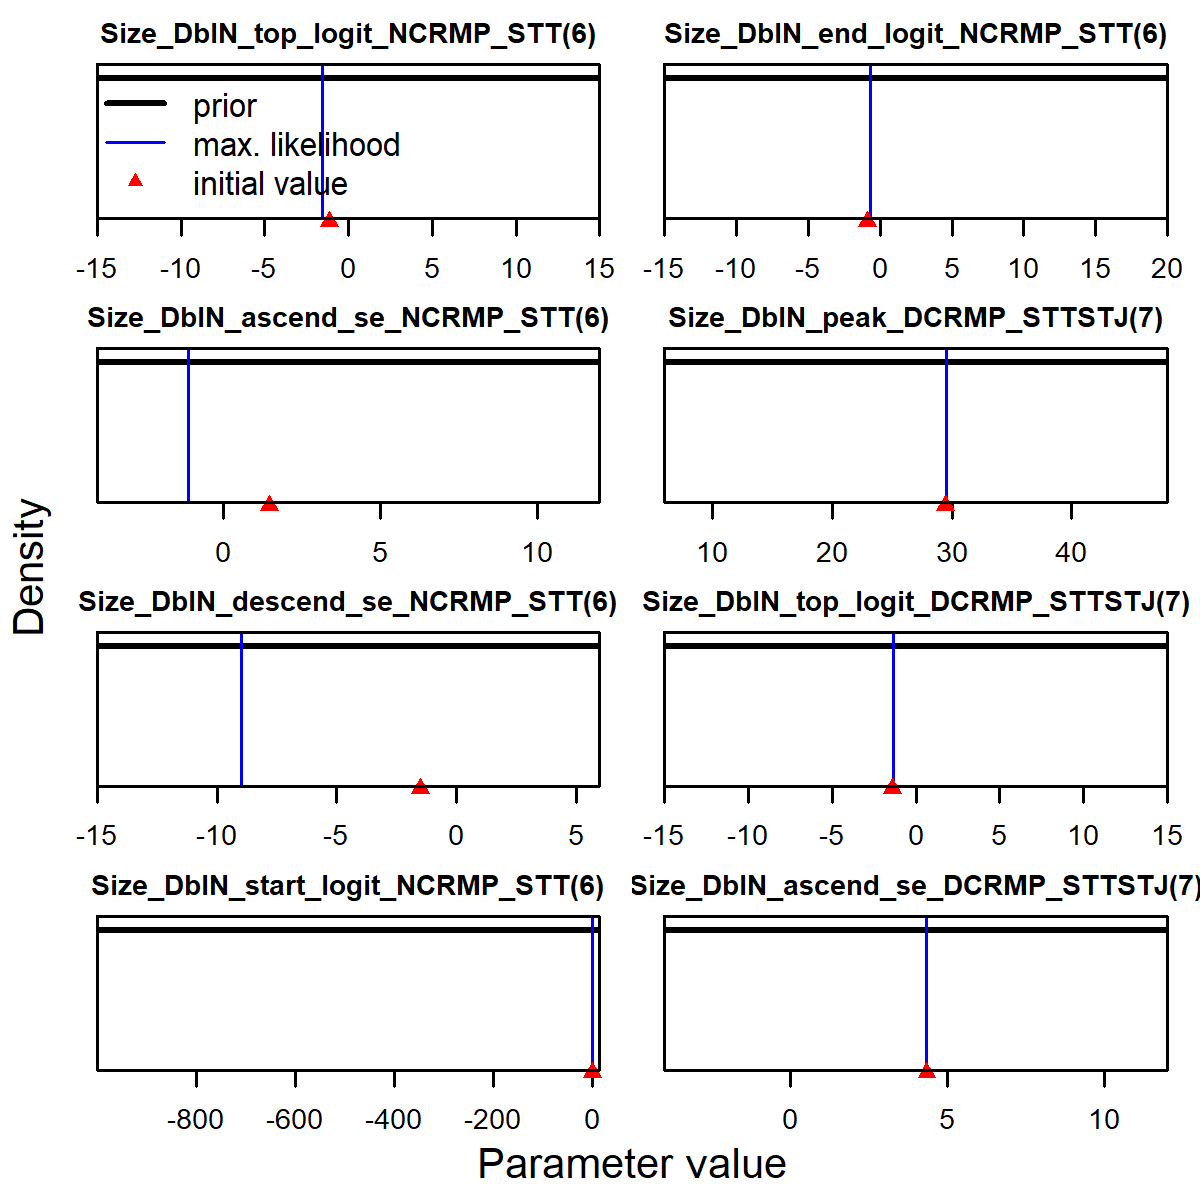 Size_DblN_top_logit_NCRMP_STT(6)
prior
max. likelihood
initial value
-15 -10 -5 0 5 10 15
Size_DblN_end_logit_NCRMP_STT(6)
-15 -10 -5 0 5 10 15 20
Size_DblN_ascend_se_NCRMP_STT(6)
0 5 10
Size_DblN_peak_DCRMP_STTSTJ(7)
10 20 30 40
Size_DblN_descend_se_NCRMP_STT(6)
-15 -10 -5 0 5
Size_DblN_top_logit_DCRMP_STTSTJ(7)
-15 -10 -5 0 5 10 15
Size_DblN_start_logit_NCRMP_STT(6)
-800 -600 -400 -200 0
Size_DblN_ascend_se_DCRMP_STTSTJ(7)
0 5 10
Density
Parameter value